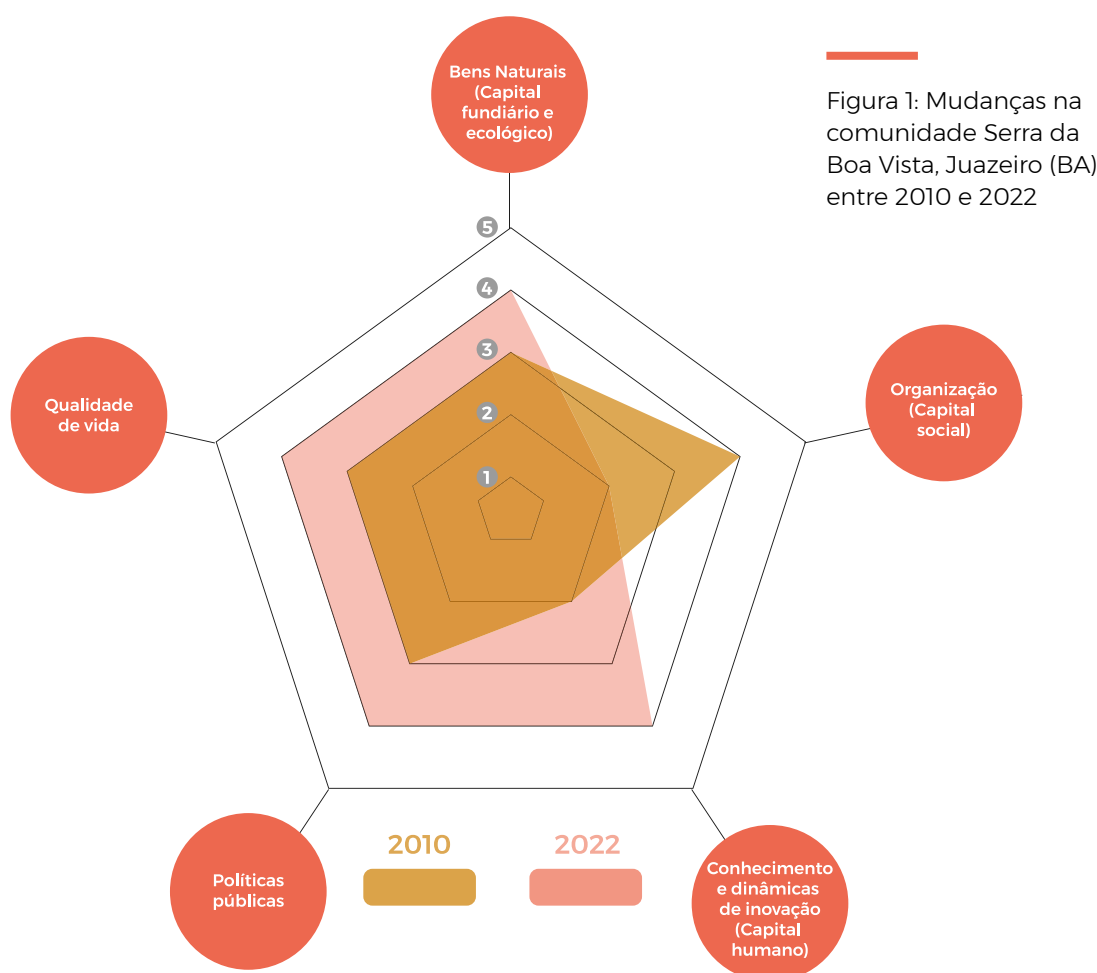 Bens Naturais
(Capital
fundiário e
ecológico)
Figura 1: Mudanças na
comunidade Serra da
Boa Vista, Juazeiro (BA)
entre 2010 e 2022
5
4
3
2
1
Qualidade
de vida
Organização
(Capital
social)
Políticas
públicas
2010
2022
Conhecimento
e dinâmicas
de inovação
(Capital
humano)